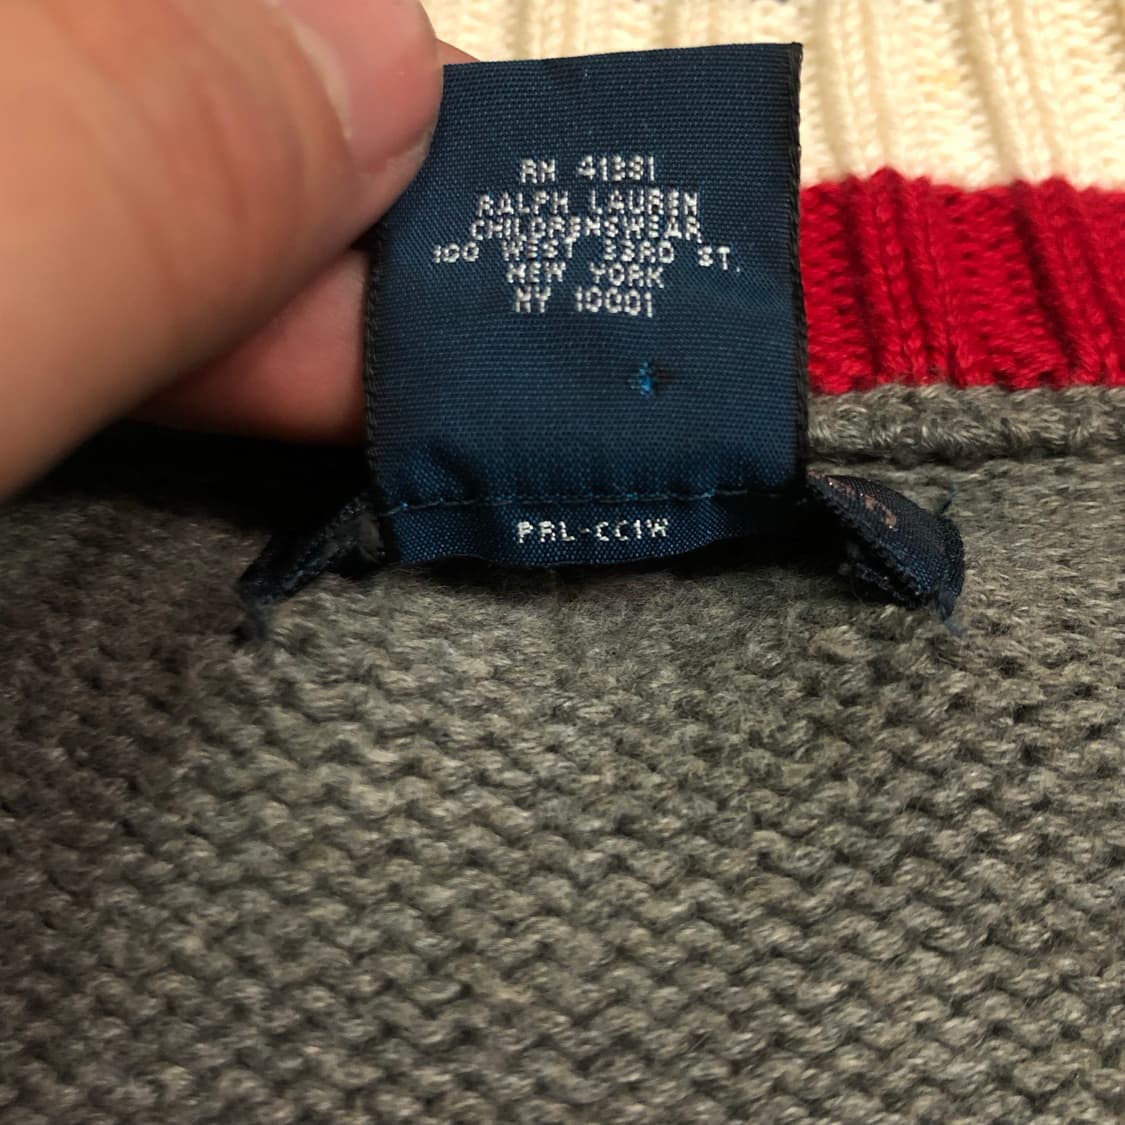 RN 41381
RALPH LAUREN
CHILDRENSWEAR
100 WEST 33RD ST.
NEW YORK
NY 10001
PRL-CC1W